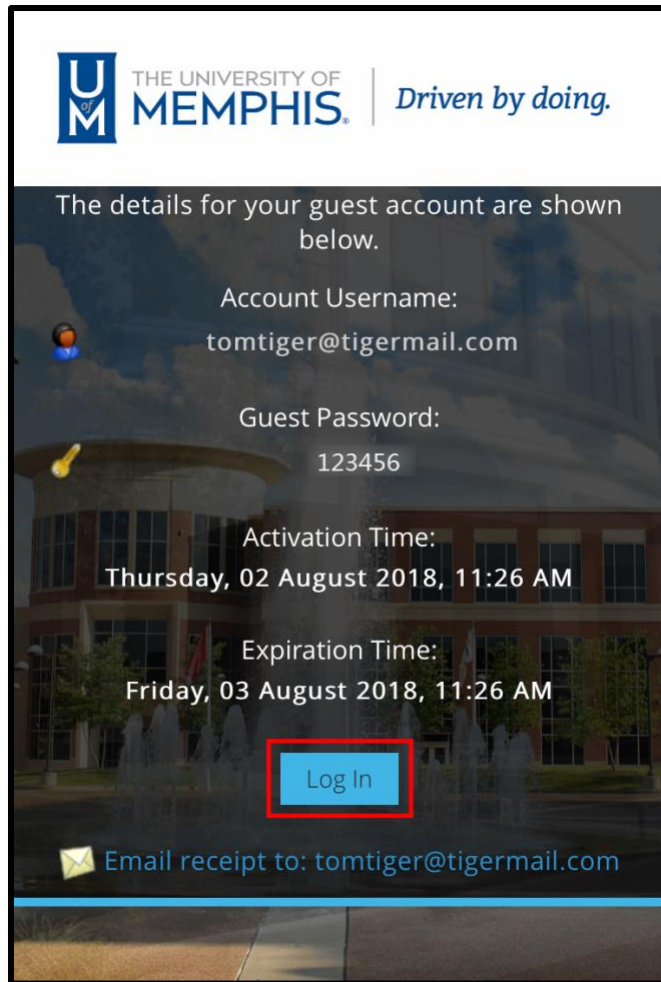 U
of
M
THE UNIVERSITY OF
MEMPHIS®
Driven by doing.
The details for your guest account are shown
below.
Account Username:
tomtiger@tigermail.com
Guest Password:
123456
Activation Time:
Thursday, 02 August 2018, 11:26 AM
Expiration Time:
Friday, 03 August 2018, 11:26 AM
Log In
Email receipt to: tomtiger@tigermail.com